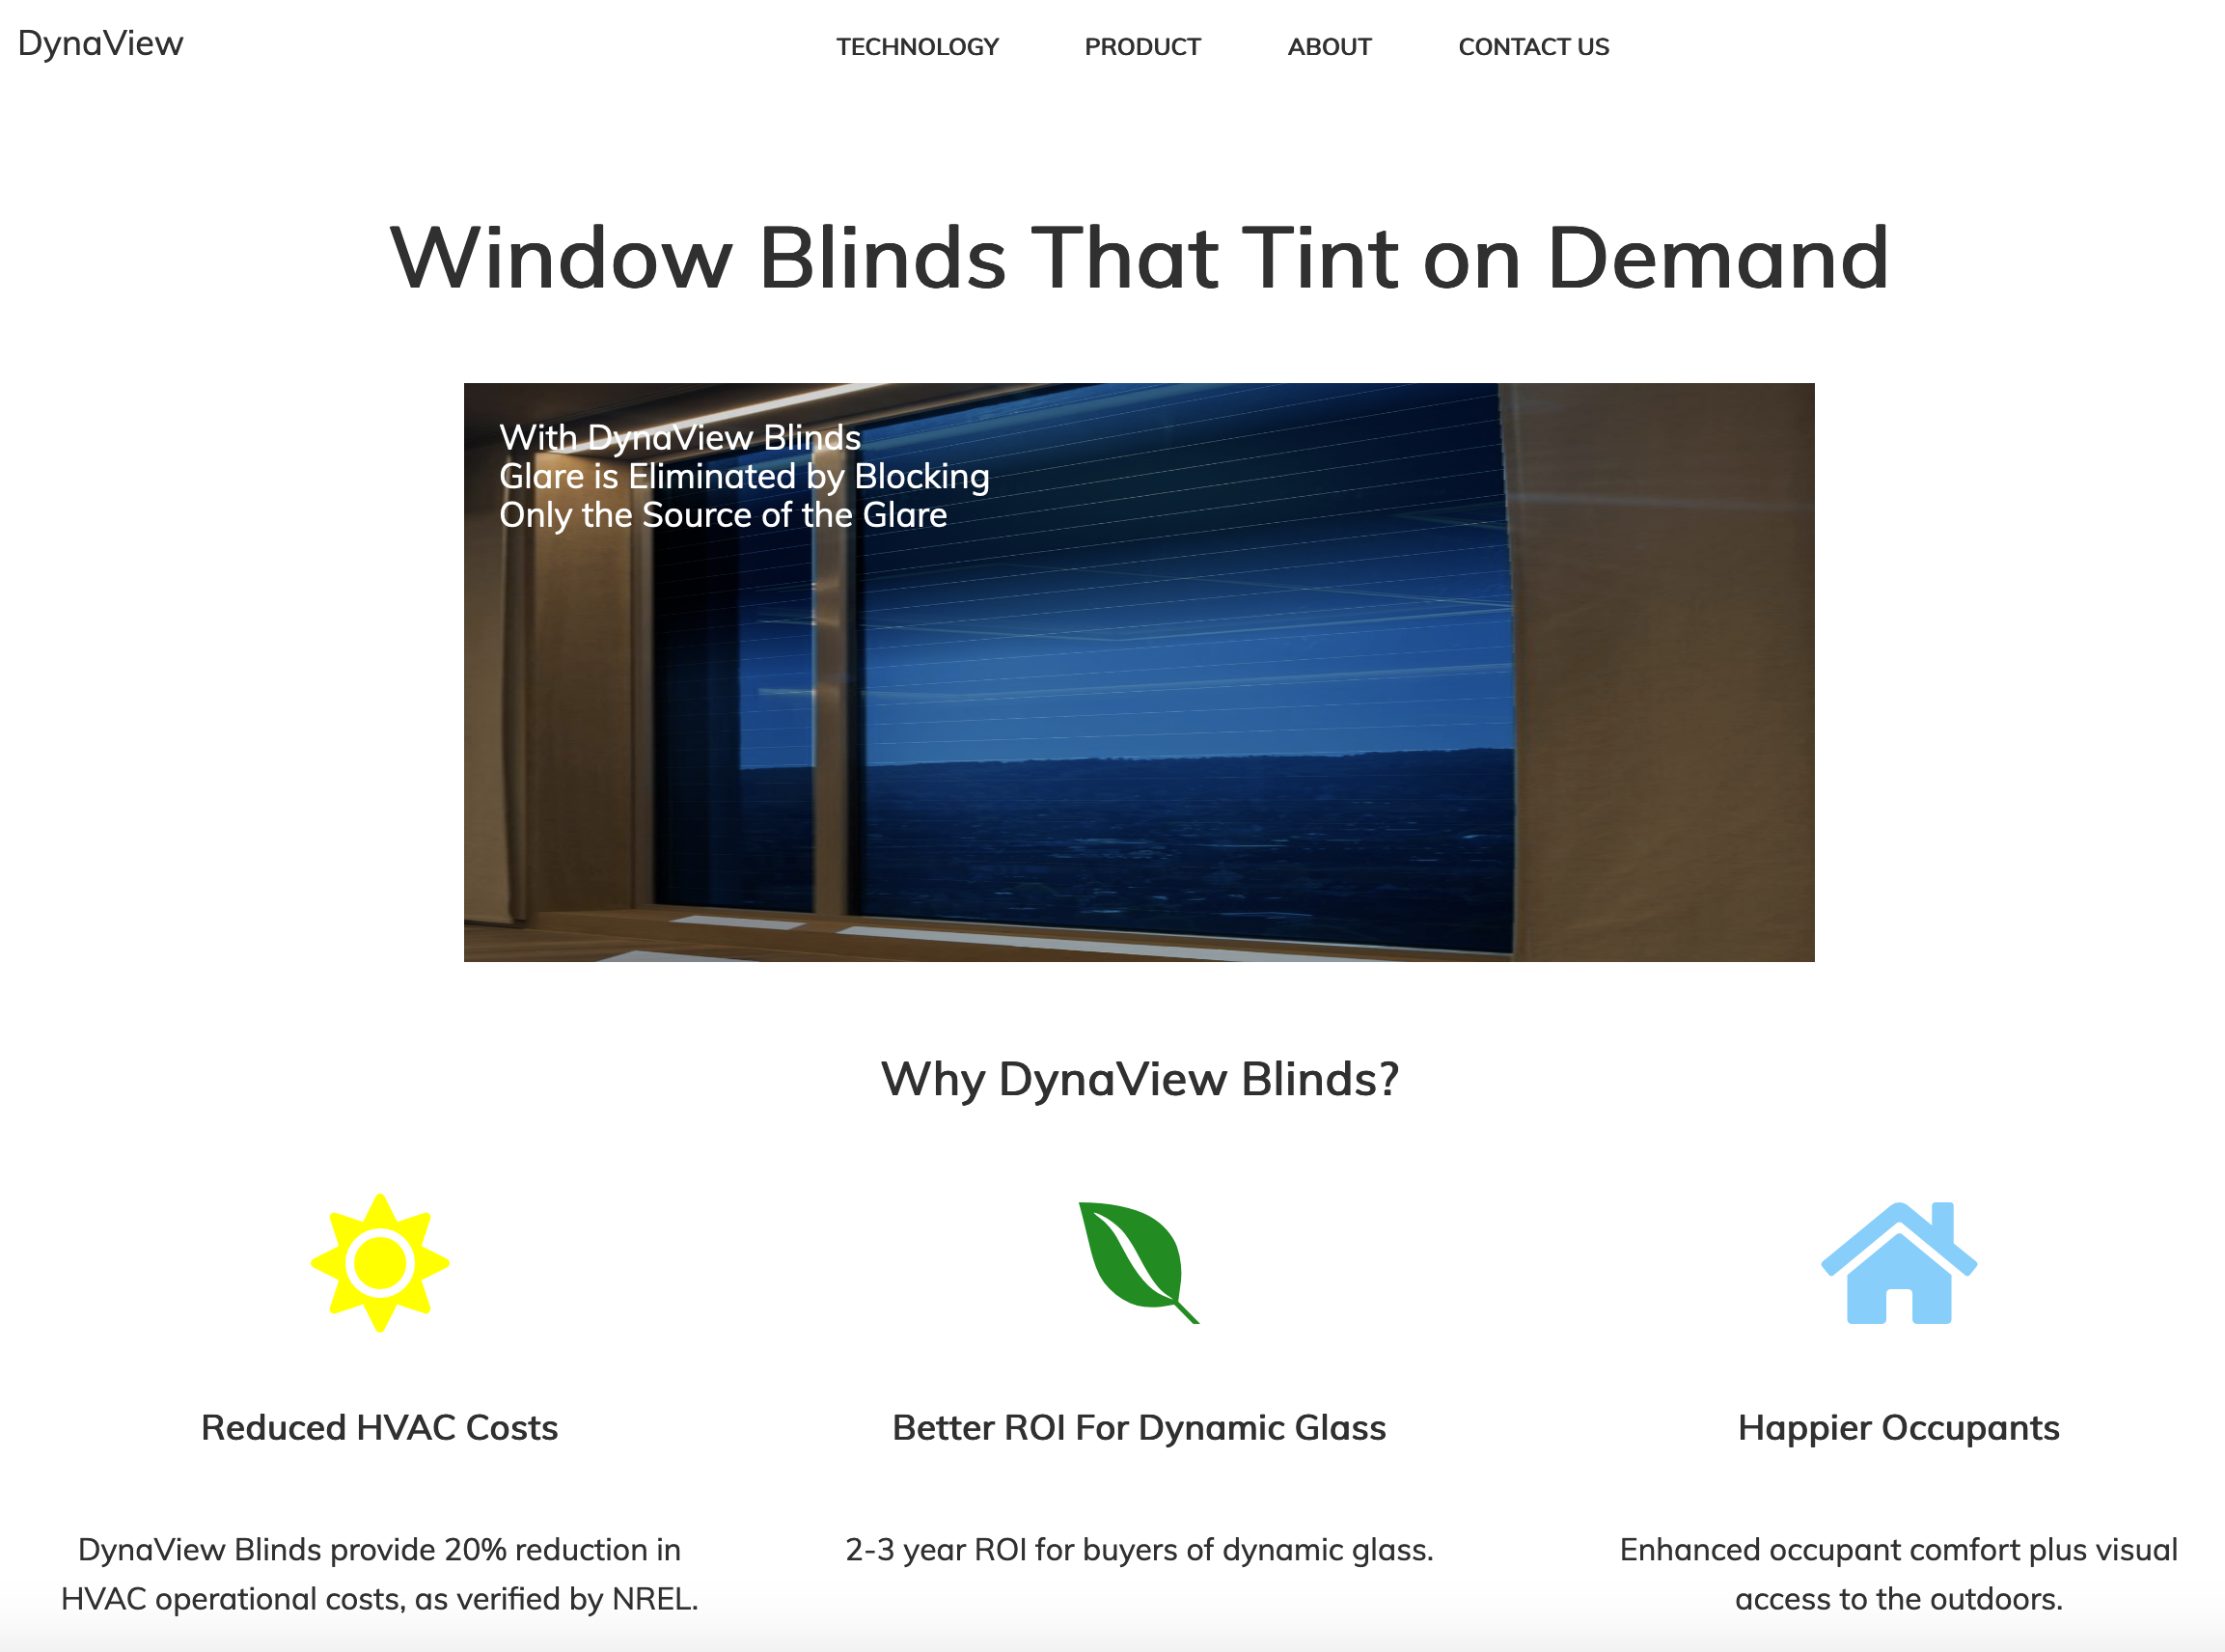 DynaView
TECHNOLOGY PRODUCT ABOUT CONTACT US
Window Blinds That Tint on Demand
With DynaView Blinds
Glare is Eliminated by Blocking
Only the Source of the Glare
Why DynaView Blinds?
Reduced HVAC Costs
DynaView Blinds provide 20% reduction in
HVAC operational costs, as verified by NREL.
Better ROI For Dynamic Glass
2-3 year ROI for buyers of dynamic glass.
Happier Occupants
Enhanced occupant comfort plus visual
access to the outdoors.